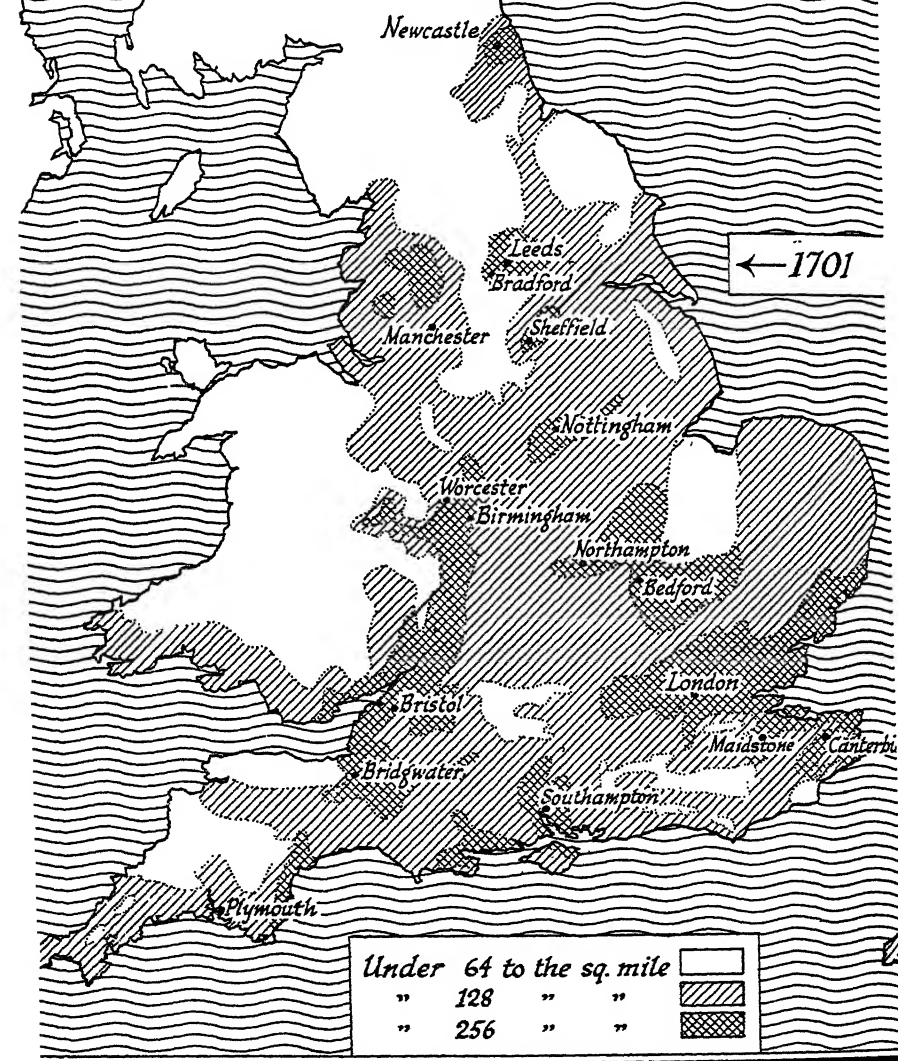 Newcastle
←1701
Leeds
Bradford
Manchester
Sheffield
Nottingham
Worcester
Birmingham
Northampton
Bedford
London
Bristol
Maidstone
Canterbu
Bridgwater
Southampton
Plymouth
Under 64 to the sq. mile
" 128 " "
" 256 " "